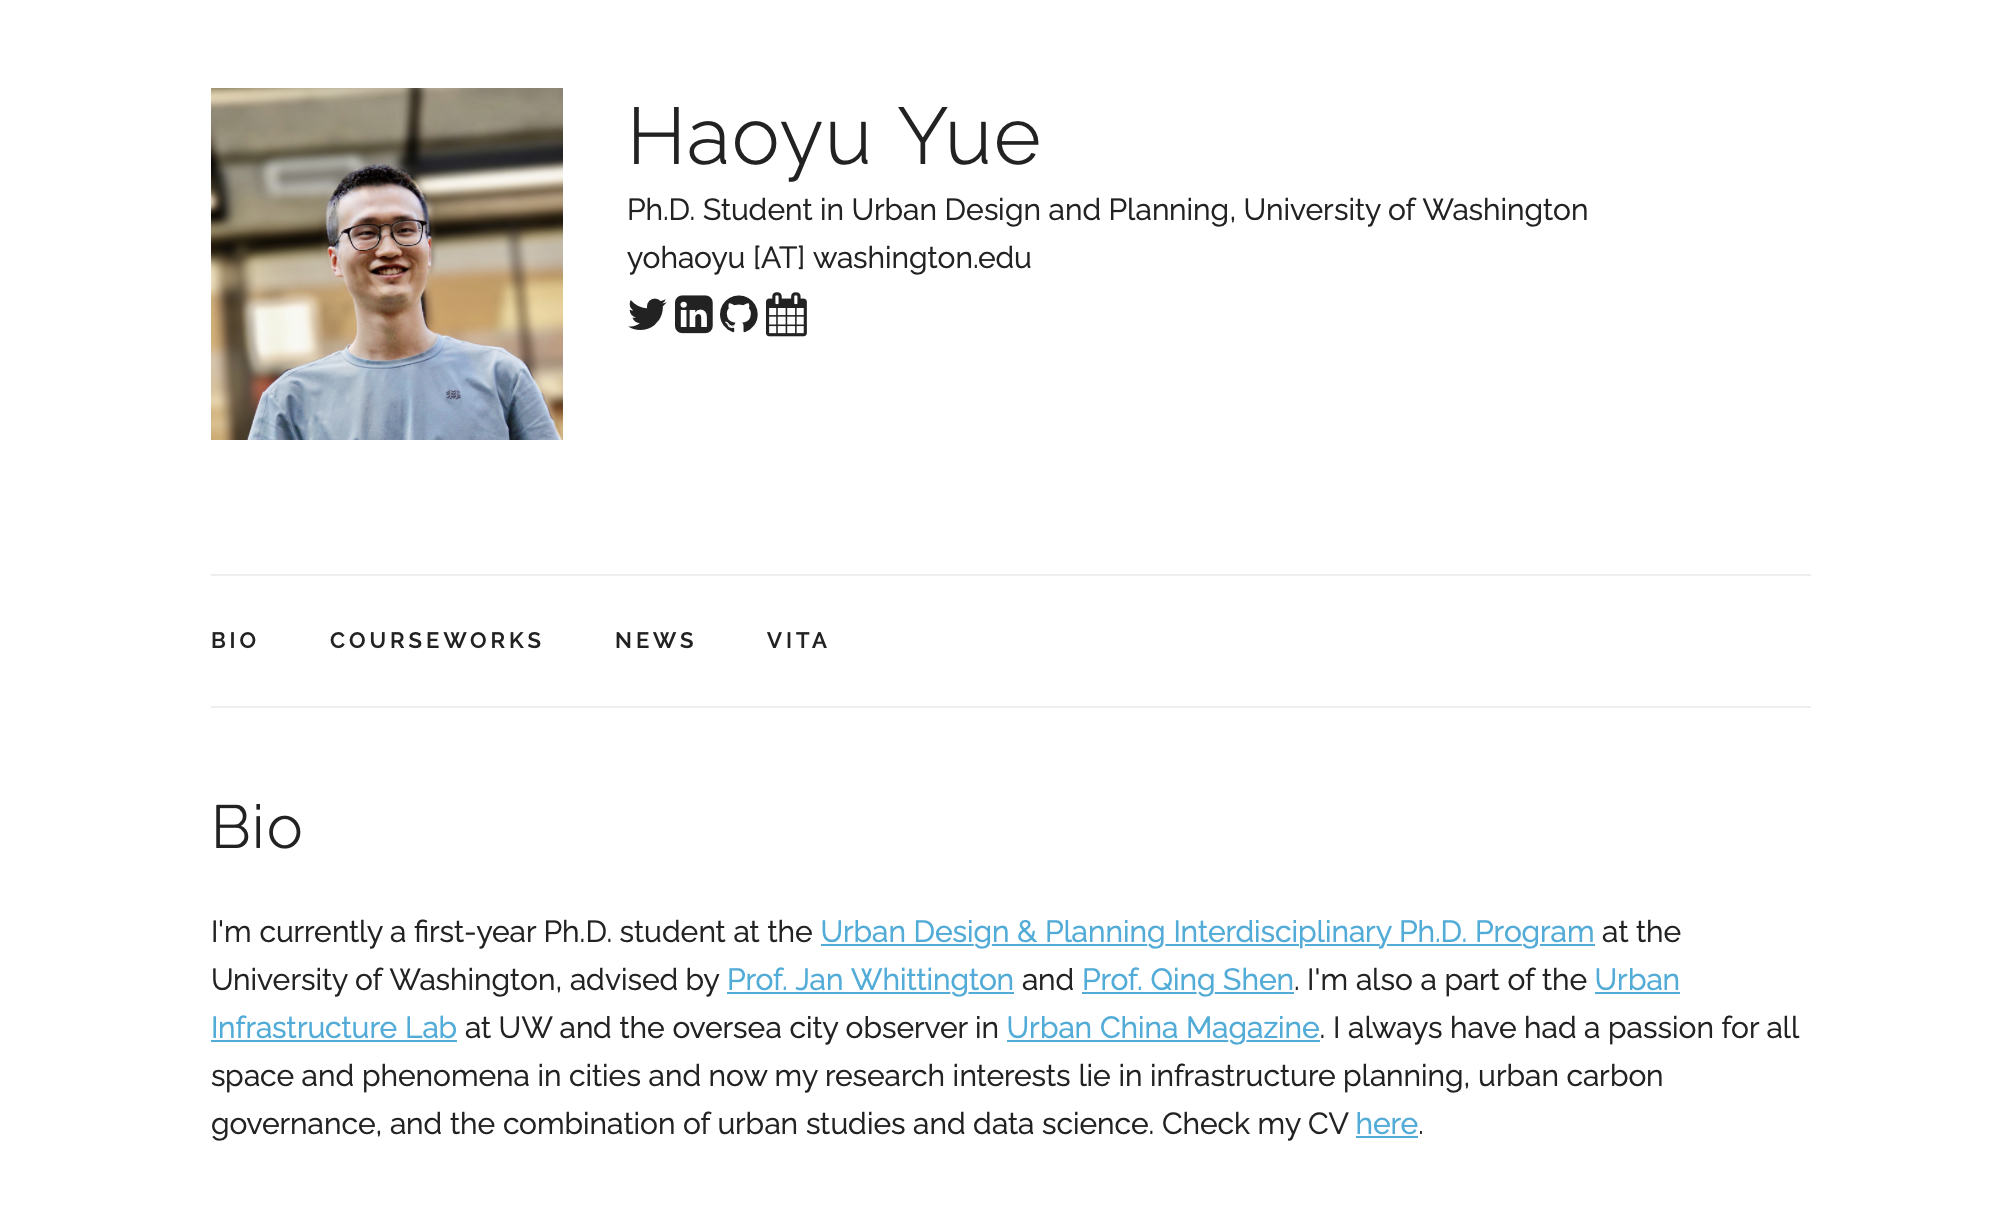 Haoyu Yue
Ph.D. Student in Urban Design and Planning, University of Washington
yohaoyu [AT] washington.edu
BIO COURSEWORKS NEWS VITA
Bio
I'm currently a first-year Ph.D. student at the Urban Design & Planning Interdisciplinary Ph.D. Program at the
University of Washington, advised by Prof. Jan Whittington and Prof. Qing Shen. I'm also a part of the Urban
Infrastructure Lab at UW and the oversea city observer in Urban China Magazine. I always have had a passion for all
space and phenomena in cities and now my research interests lie in infrastructure planning, urban carbon
governance, and the combination of urban studies and data science. Check my CV here.